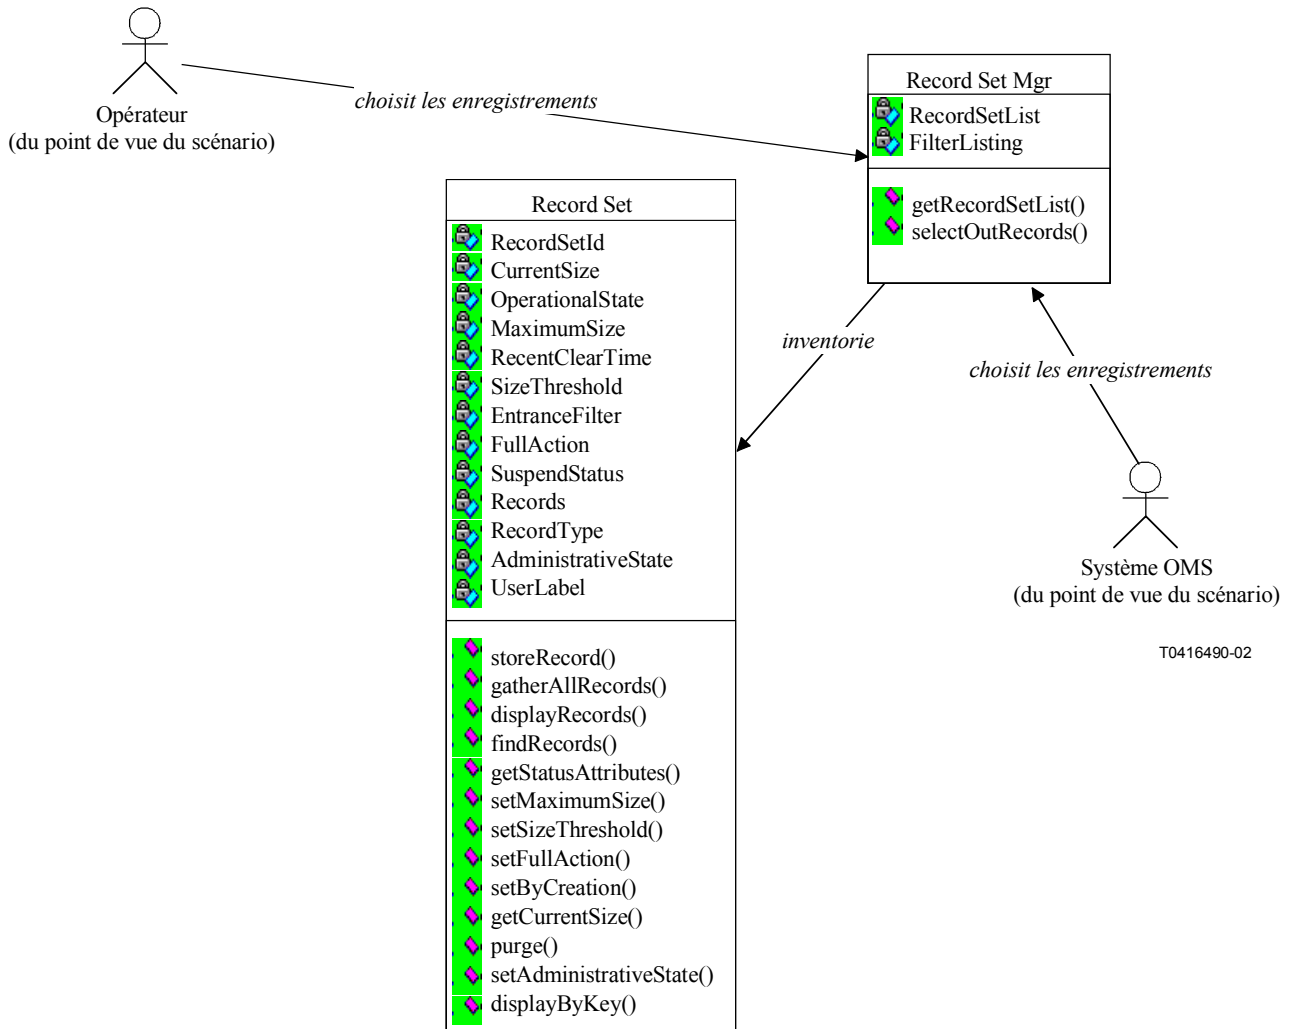 Opérateur
(du point de vue du scénario)
choisit les enregistrements
Record Set Mgr
RecordSetList
FilterListing
getRecordSetList()
selectOutRecords()
Record Set
RecordSetId
CurrentSize
OperationalState
MaximumSize
RecentClearTime
SizeThreshold
EntranceFilter
FullAction
SuspendStatus
Records
RecordType
AdministrativeState
UserLabel
storeRecord()
gatherAllRecords()
displayRecords()
findRecords()
getStatusAttributes()
setMaximumSize()
setSizeThreshold()
setFullAction()
setByCreation()
getCurrentSize()
purge()
setAdministrativeState()
displayByKey()
inventorie
choisit les enregistrements
Système OMS
(du point de vue du scénario)
T0416490-02